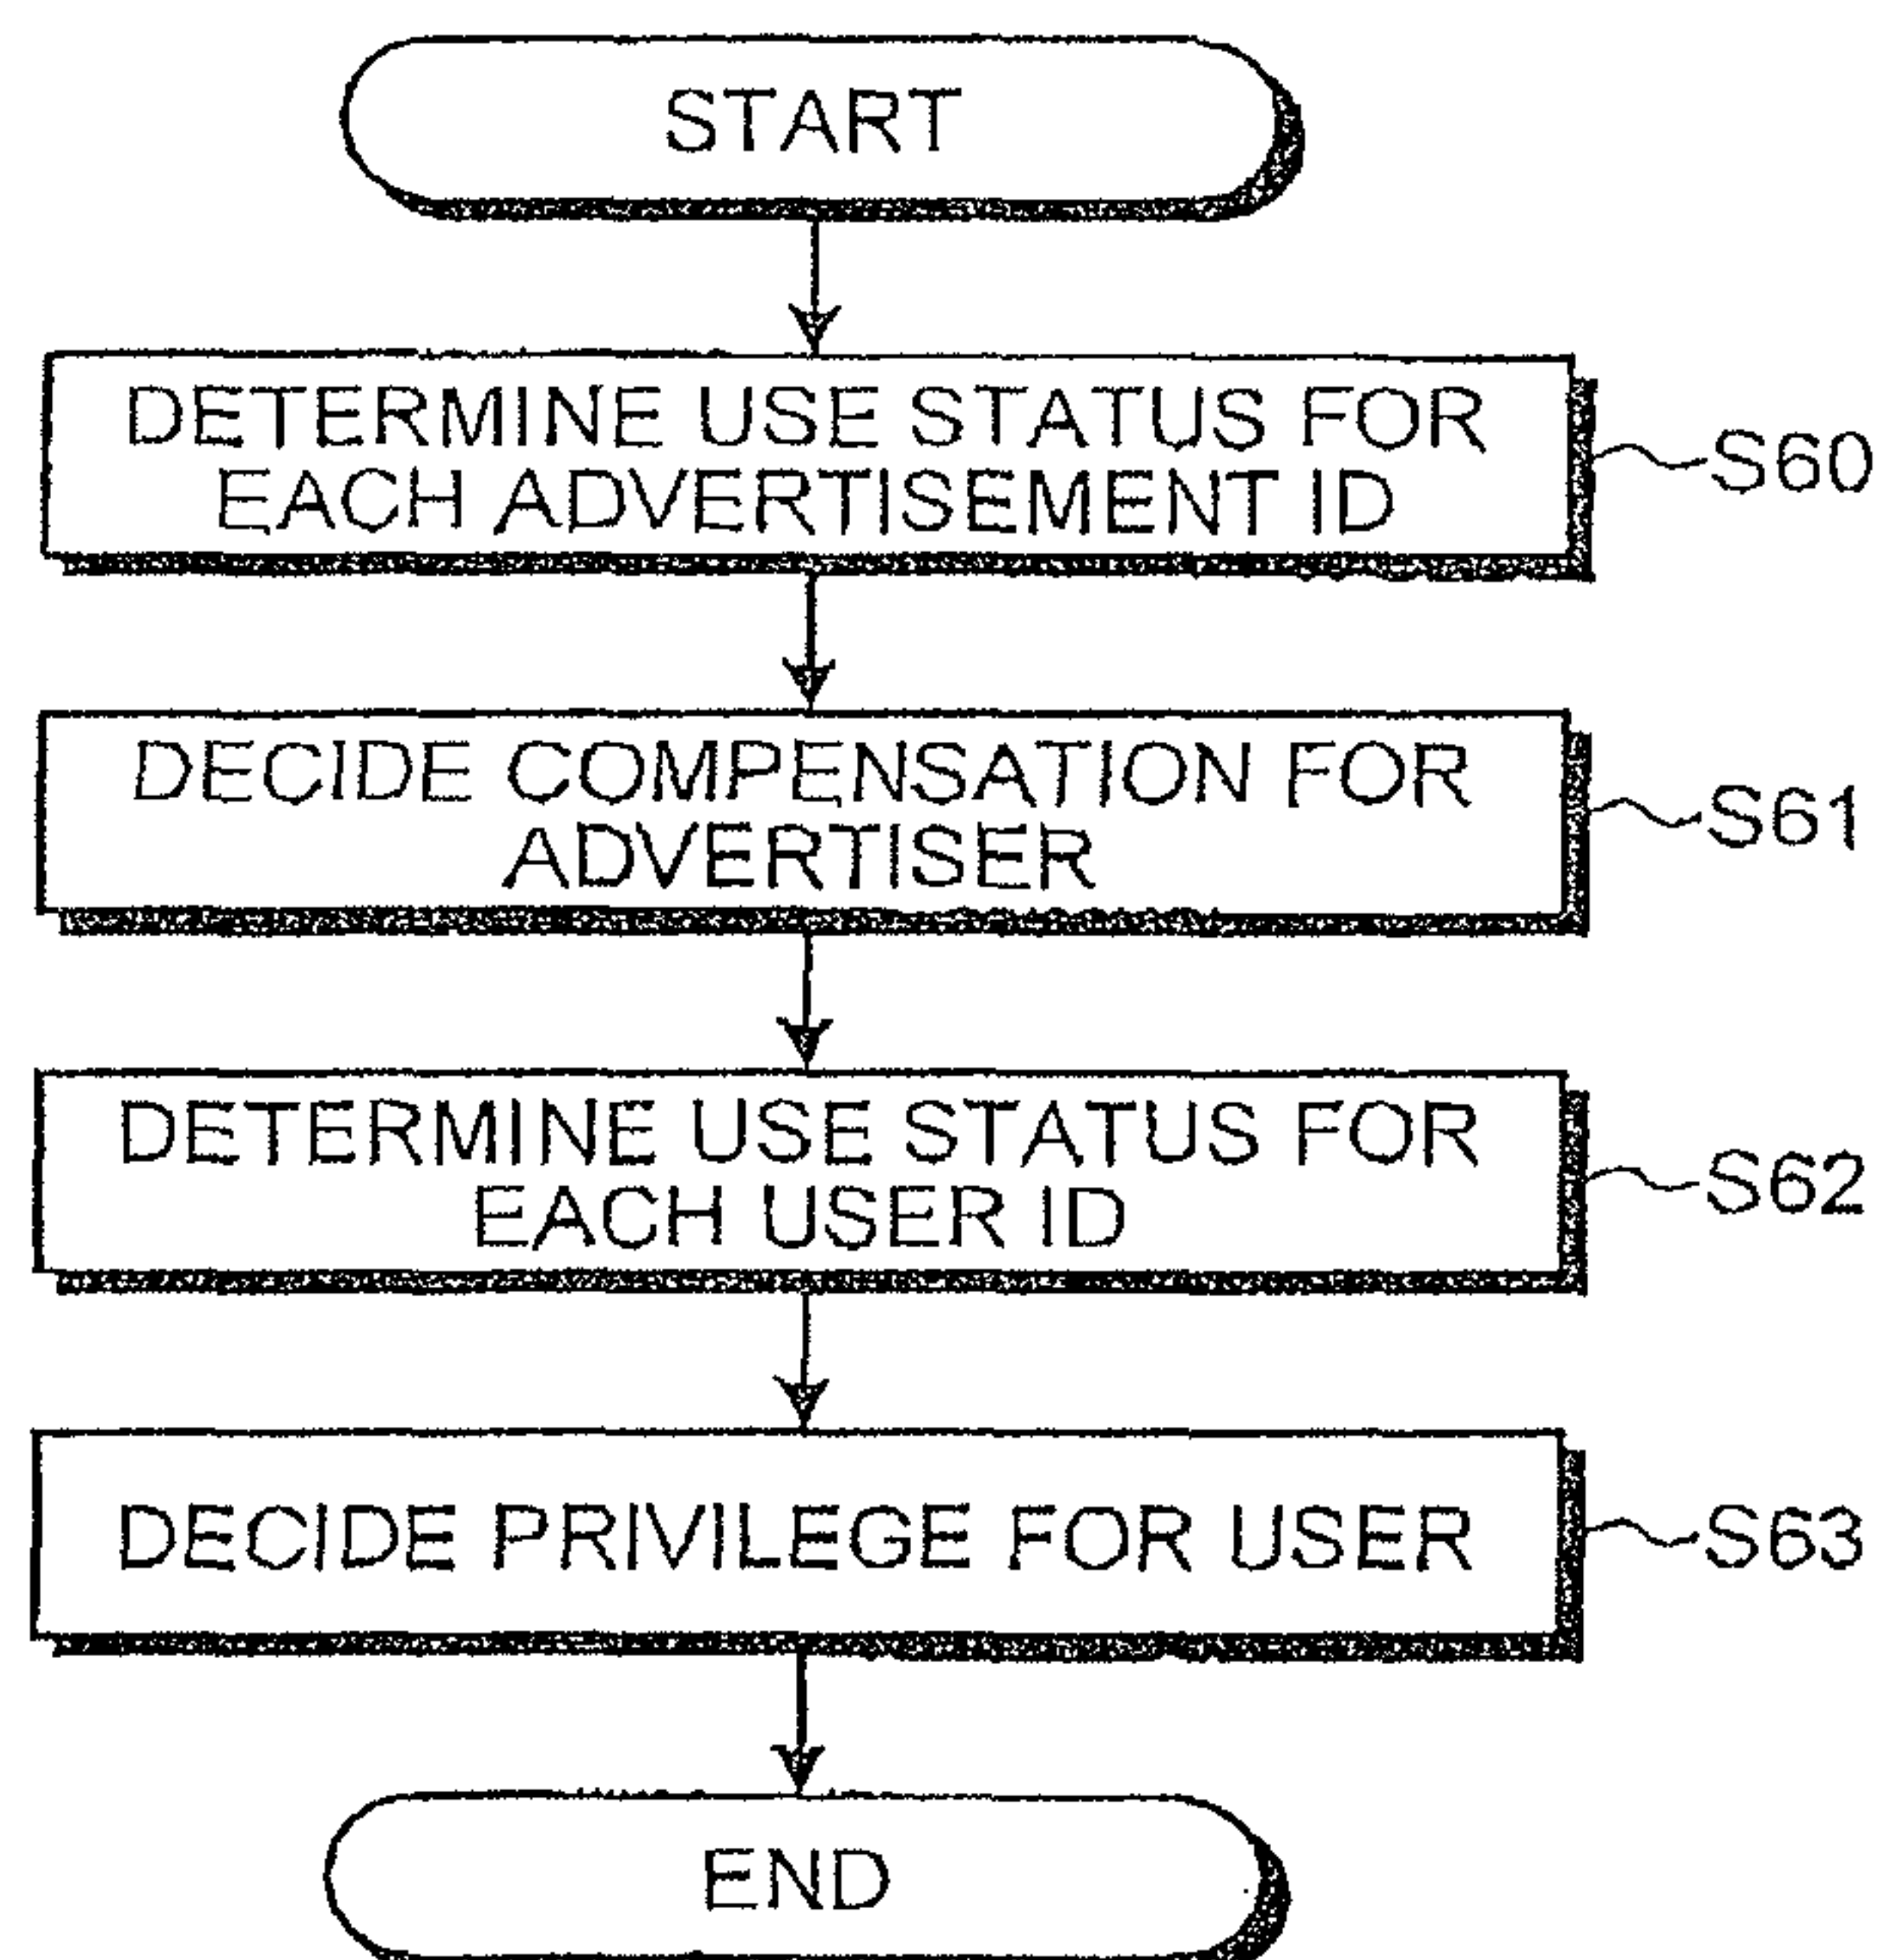 START
DETERMINE USE STATUS FOR
EACH ADVERTISEMENT ID
S60
DECIDE COMPENSATION FOR
ADVERTISER
S61
DETERMINE USE STATUS FOR
EACH USER ID
S62
DECIDE PRIVILEGE FOR USER
S63
END